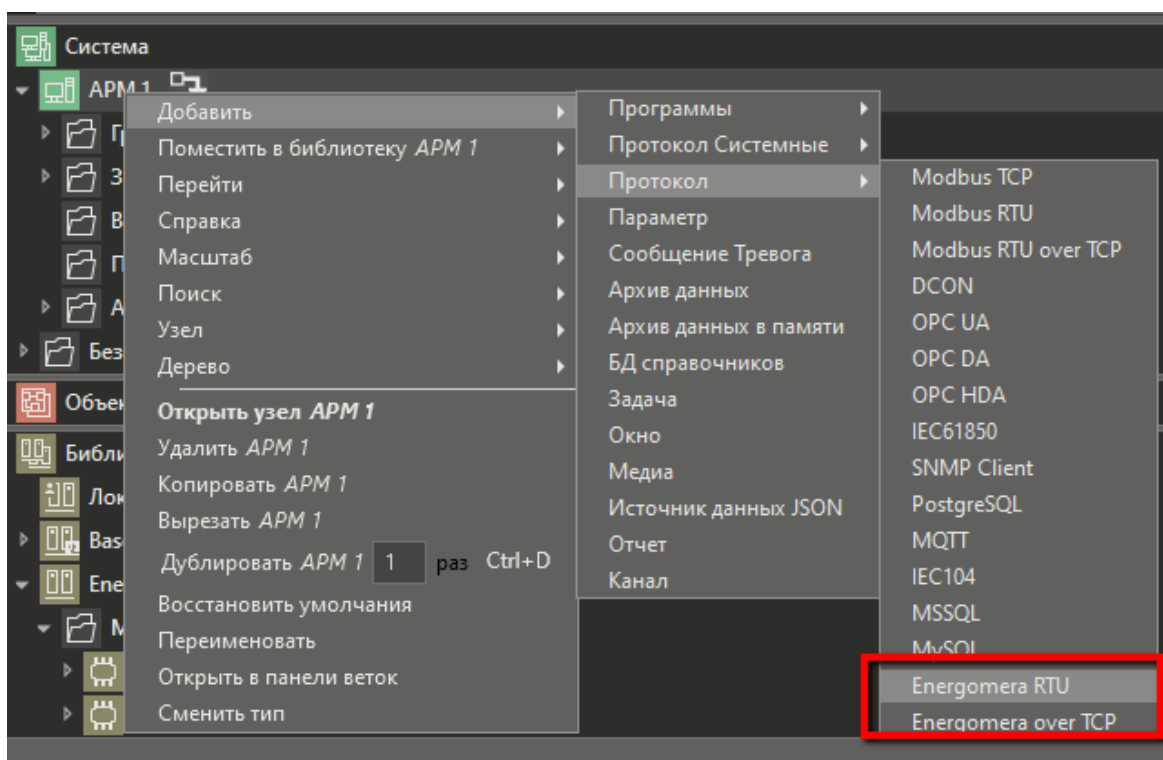 Система
АРМ 1
Безо
Объек
Библи
Лок
Base
Ene
Добавить
Поместить в библиотеку АРМ 1
Перейти
Справка
Масштаб
Поиск
Узел
Дерево
Открыть узел АРМ 1
Удалить АРМ 1
Копировать АРМ 1
Вырезать АРМ 1
Дублировать АРМ 1 1 раз Ctrl+D
Восстановить умолчания
Переименовать
Открыть в панели веток
Сменить тип
Программы
Протокол Системные
Протокол
Параметр
Сообщение Тревога
Архив данных
Архив данных в памяти
БД справочников
Задача
Окно
Медиа
Источник данных JSON
Отчет
Канал
Modbus TCP
Modbus RTU
Modbus RTU over TCP
DCON
OPC UA
OPC DA
OPC HDA
IEC61850
SNMP Client
PostgreSQL
MQTT
IEC104
MSSQL
MySQL
Energomera RTU
Energomera over TCP